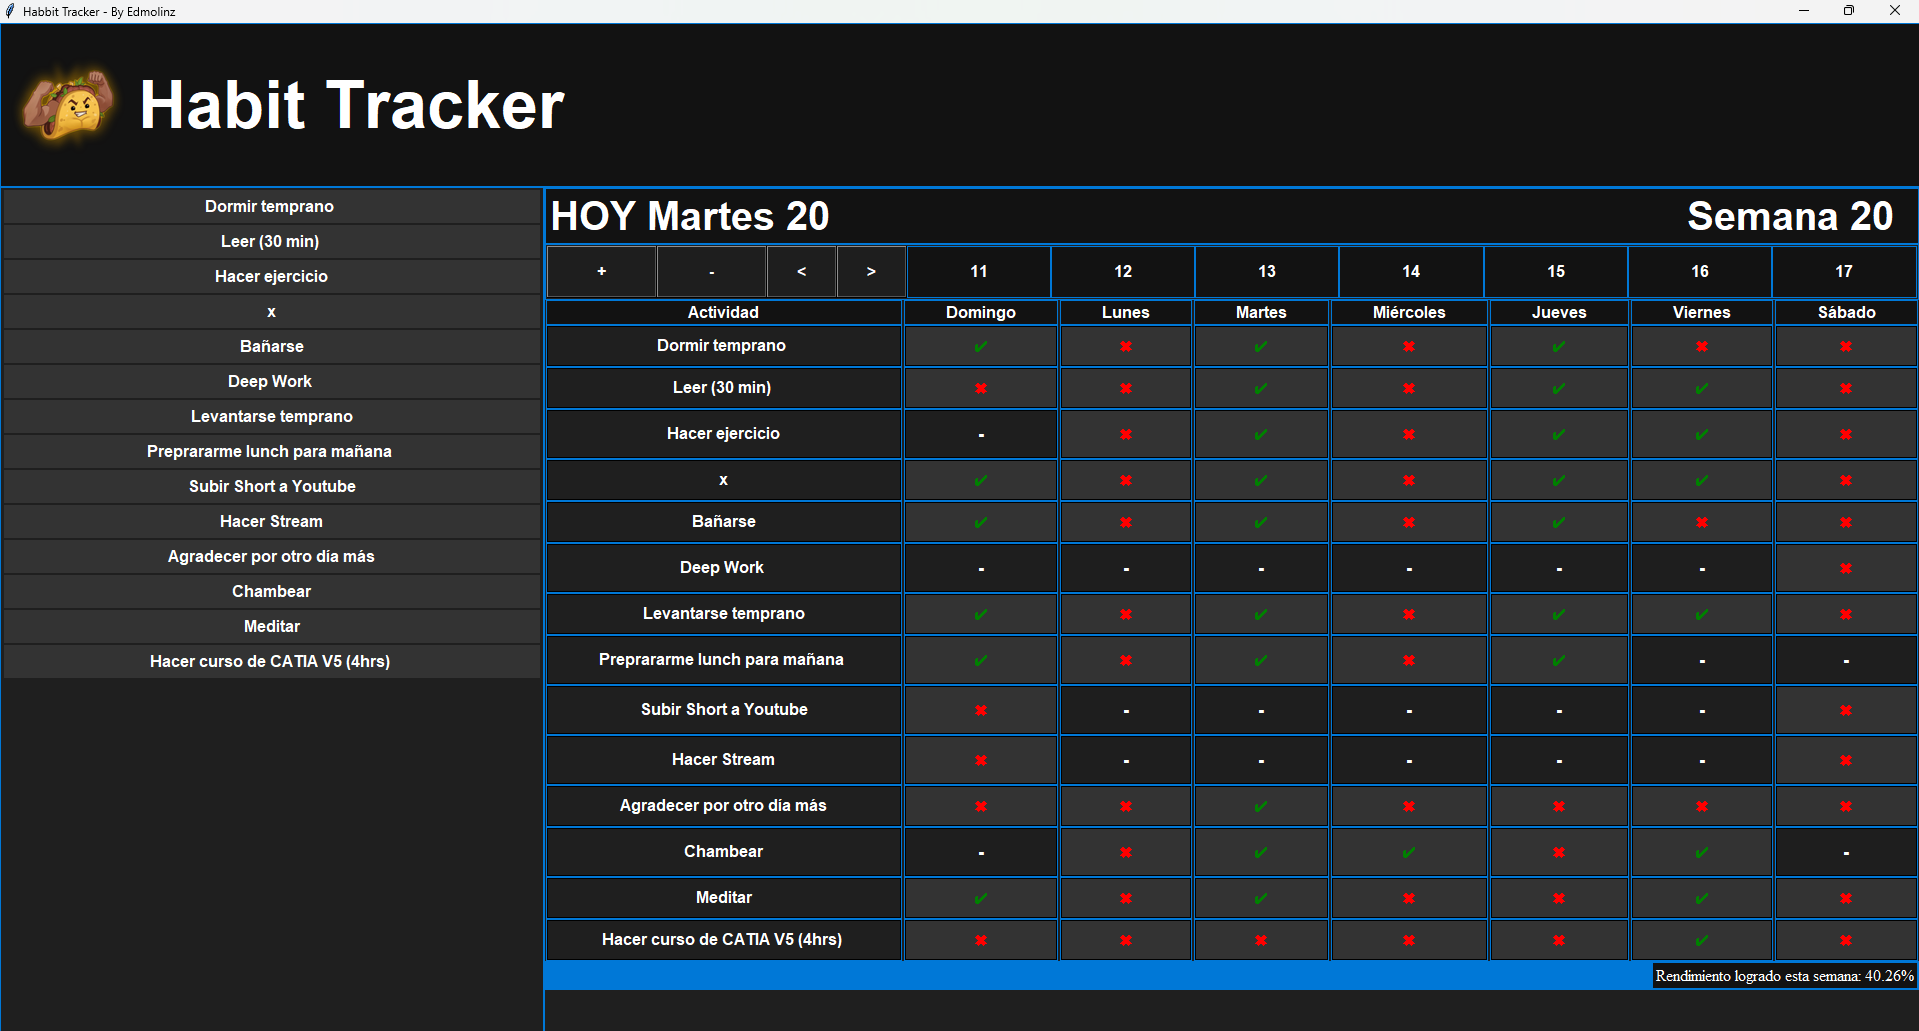 Habbit Tracker - By Edmolinz
Habit Tracker
Dormir temprano
Leer (30 min)
Hacer ejercicio
x
Bañarse
Deep Work
Levantarse temprano
Preprararme lunch para mañana
Subir Short a Youtube
Hacer Stream
Agradecer por otro día más
Chambear
Meditar
Hacer curso de CATIA V5 (4hrs)
HOY Martes 20 Semana 20
+ - < > 11 12 13 14 15 16 17
Actividad Domingo Lunes Martes Miércoles Jueves Viernes Sábado
Dormir temprano ✔ ✖ ✔ ✖ ✔ ✖ ✖
Leer (30 min) ✖ ✖ ✔ ✖ ✔ ✔ ✖
Hacer ejercicio - ✖ ✔ ✖ ✔ ✔ ✖
x ✔ ✖ ✔ ✖ ✔ ✔ ✖
Bañarse ✔ ✖ ✔ ✖ ✔ ✖ ✖
Deep Work - - - - - - ✖
Levantarse temprano ✔ ✖ ✔ ✖ ✔ ✔ ✖
Preprararme lunch para mañana ✔ ✖ ✔ ✖ ✔ - -
Subir Short a Youtube ✖ - - - - - ✖
Hacer Stream ✖ - - - - - ✖
Agradecer por otro día más ✖ ✖ ✔ ✖ ✖ ✖ ✖
Chambear - ✖ ✔ ✔ ✖ ✔ -
Meditar ✔ ✖ ✔ ✖ ✖ ✔ ✖
Hacer curso de CATIA V5 (4hrs) ✖ ✖ ✖ ✖ ✖ ✔ ✖
Rendimiento logrado esta semana: 40.26%